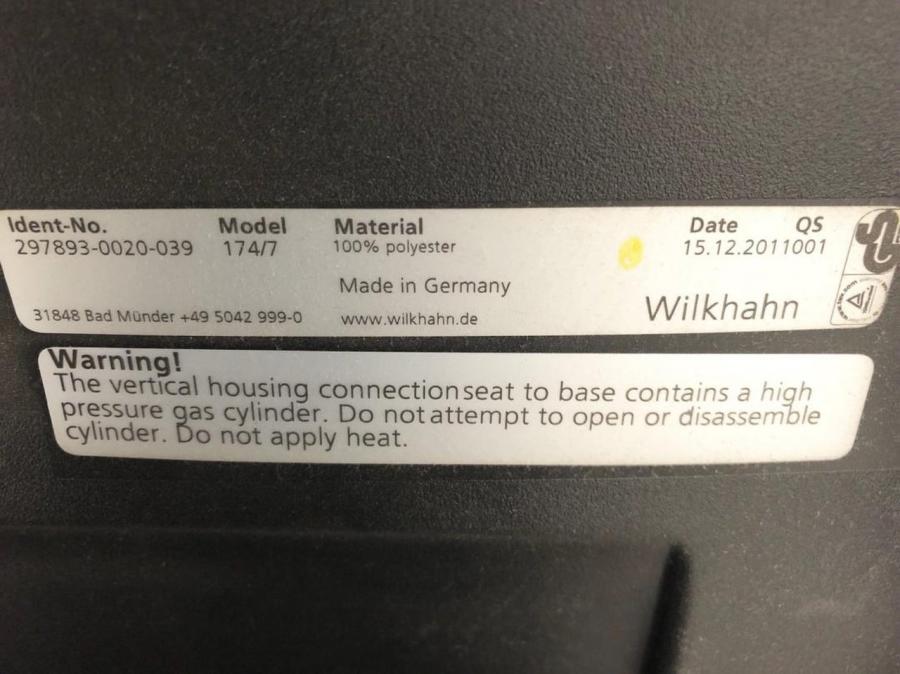 Ident-No. Model Material Date QS
297893-0020-039 174/7 100% polyester 15.12.2011001
Made in Germany
31848 Bad Münder +49 5042 999-0 www.wilkhahn.de Wilkhahn
Warning!
The vertical housing connectionseat to base contains a high
pressure gas cylinder. Do notattempt to open or disassemble
cylinder. Do not apply heat.